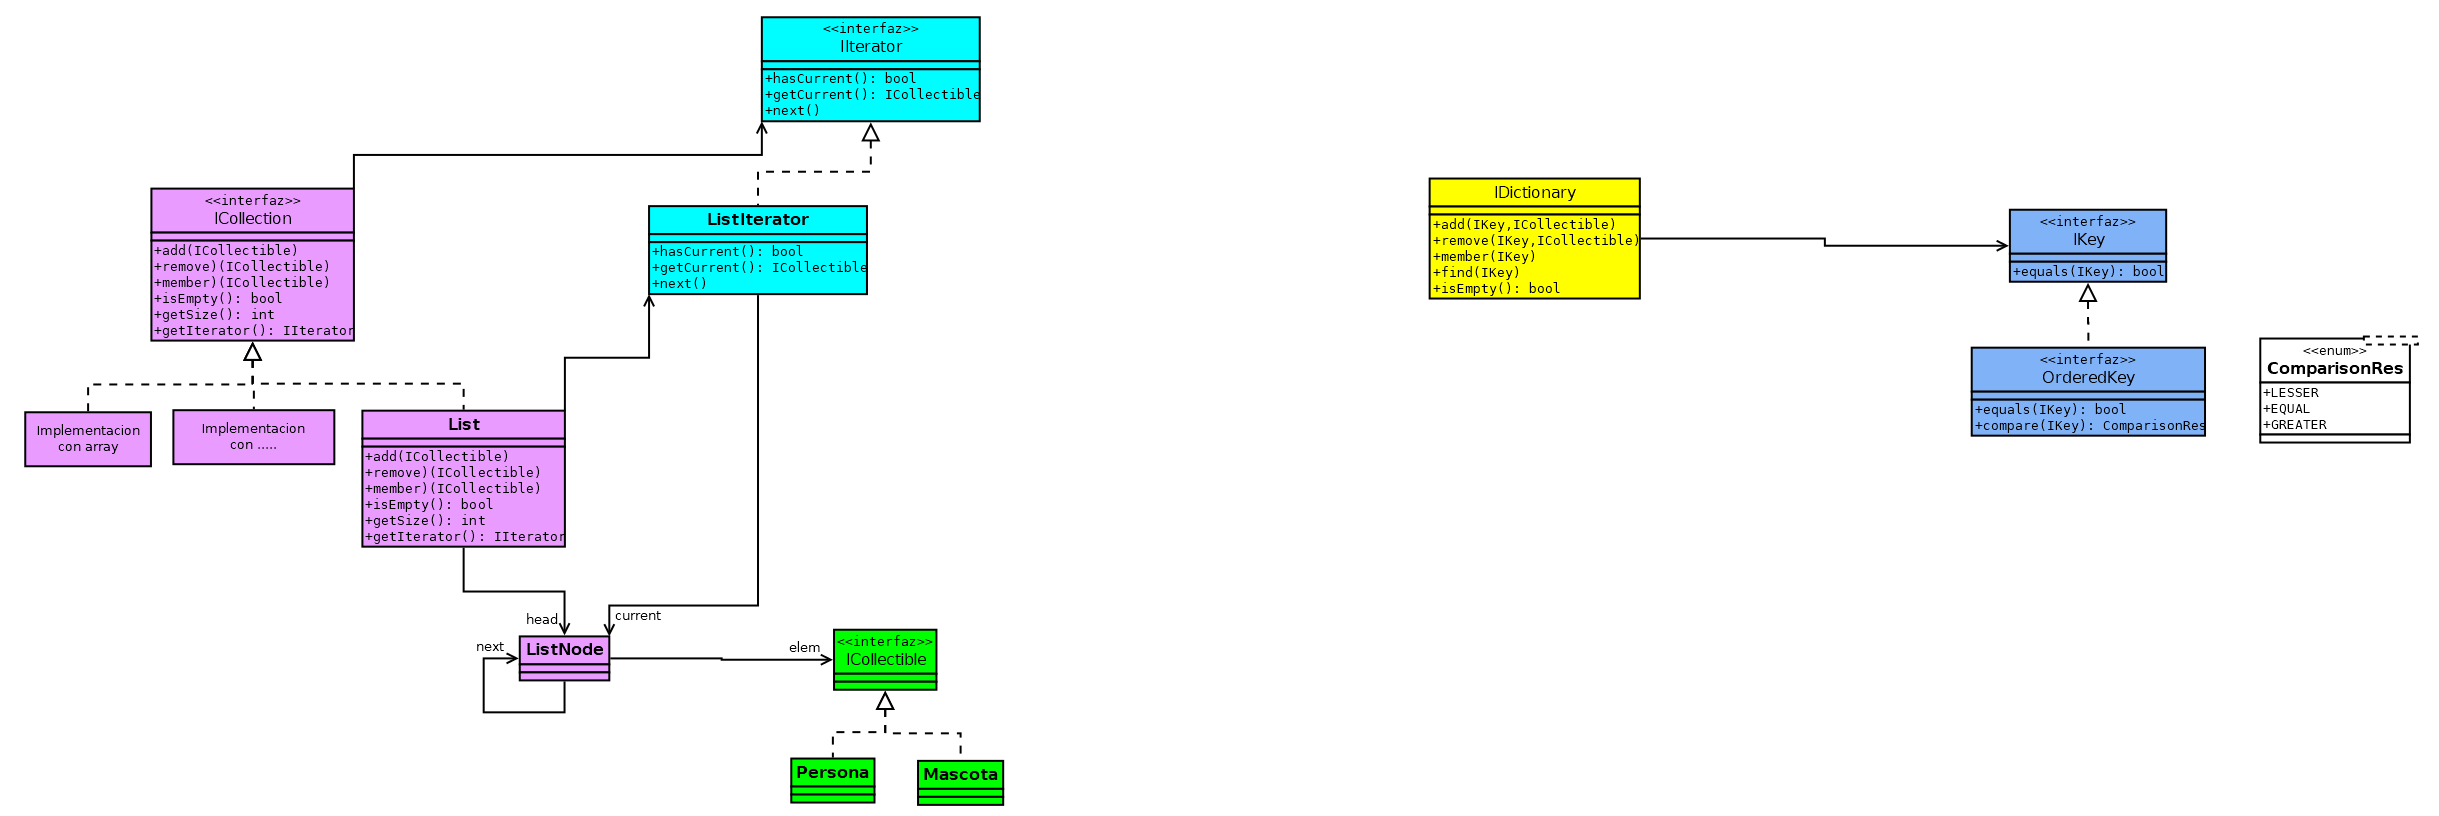 <<interfaz>>
IIterator
+hasCurrent(): bool
+getCurrent(): ICollectible
+next()
<<interfaz>>
ICollection
+add(ICollectible)
+remove)(ICollectible)
+member)(ICollectible)
+isEmpty(): bool
+getSize(): int
+getIterator(): IIterator
ListIterator
+hasCurrent(): bool
+getCurrent(): ICollectible
+next()
Implementacion
con array
Implementacion
con .....
List
+add(ICollectible)
+remove)(ICollectible)
+member)(ICollectible)
+isEmpty(): bool
+getSize(): int
+getIterator(): IIterator
head
current
next
ListNode
elem
<<interfaz>>
ICollectible
Persona
Mascota
IDictionary
+add(IKey,ICollectible)
+remove(IKey,ICollectible)
+member(IKey)
+find(IKey)
+isEmpty(): bool
<<interfaz>>
IKey
+equals(IKey): bool
<<interfaz>>
OrderedKey
+equals(IKey): bool
+compare(IKey): ComparisonRes
<<enum>>
ComparisonRes
+LESSER
+EQUAL
+GREATER